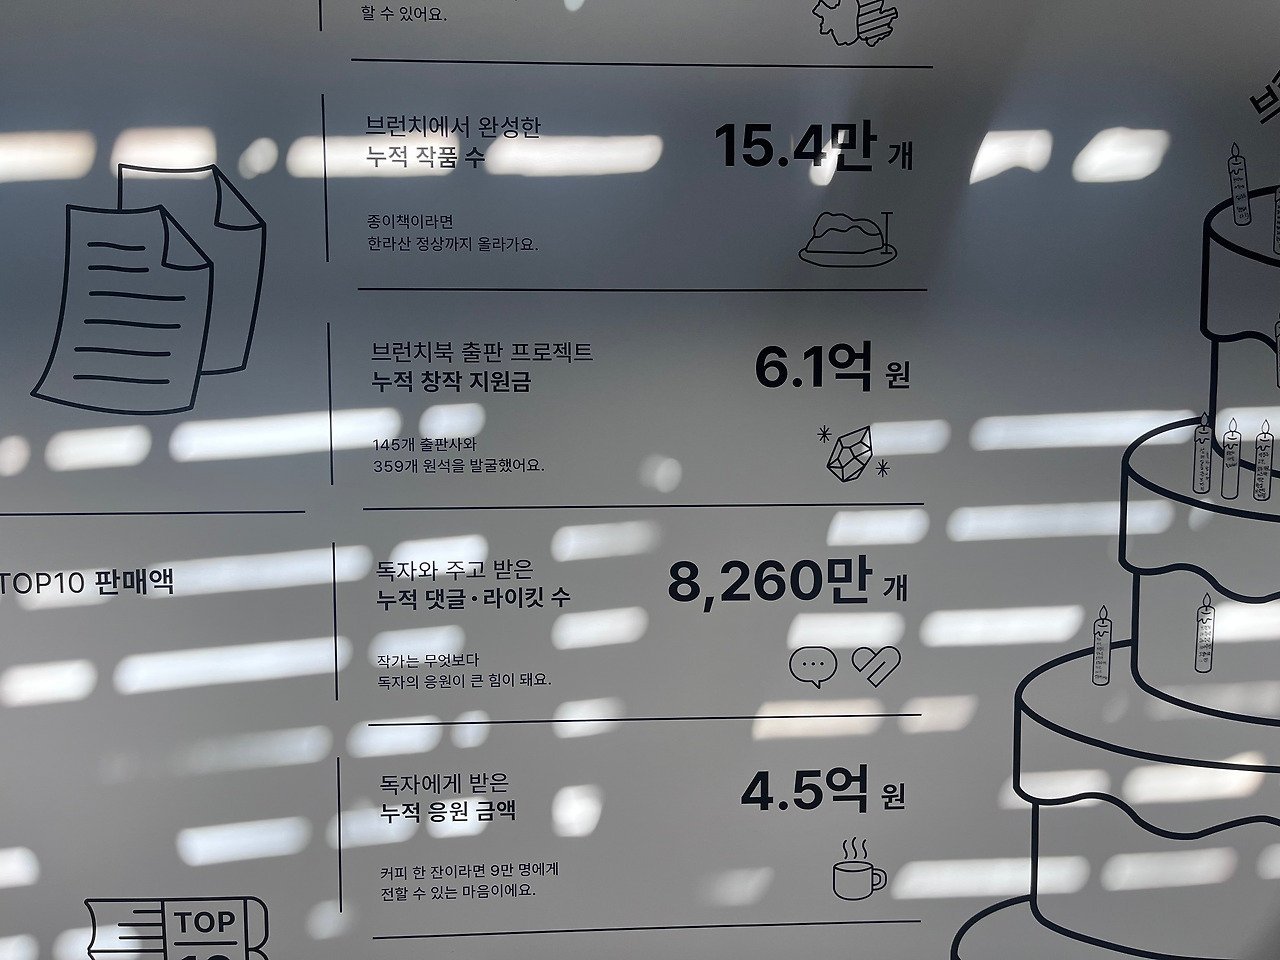 할 수 있어요.
브런치에서 완성한
누적 작품 수
15.4만 개
종이책이라면
한라산 정상까지 올라가요.
브런치북 출판 프로젝트
누적 창작 지원금
6.1억 원
145개 출판사와
359개 원석을 발굴했어요.
TOP10 판매액
독자와 주고 받은
누적 댓글·라이킷 수
8,260만 개
작가는 무엇보다
독자의 응원이 큰 힘이 돼요.
독자에게 받은
누적 응원 금액
4.5억 원
커피 한 잔이라면 9만 명에게
전할 수 있는 마음이에요.
TOP
10